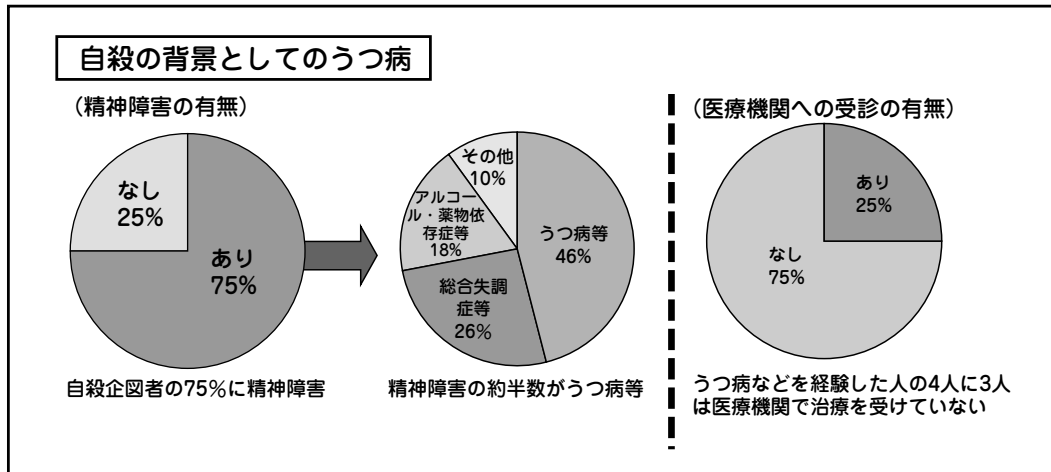 自殺の背景としてのうつ病
（精神障害の有無）
なし
25%
あり
75%
自殺企図者の75%に精神障害
その他
10%
アルコー
ル・薬物依
存症等
18%
うつ病等
46%
総合失調
症等
26%
精神障害の約半数がうつ病等
（医療機関への受診の有無）
あり
25%
なし
75%
うつ病などを経験した人の4人に3人
は医療機関で治療を受けていない